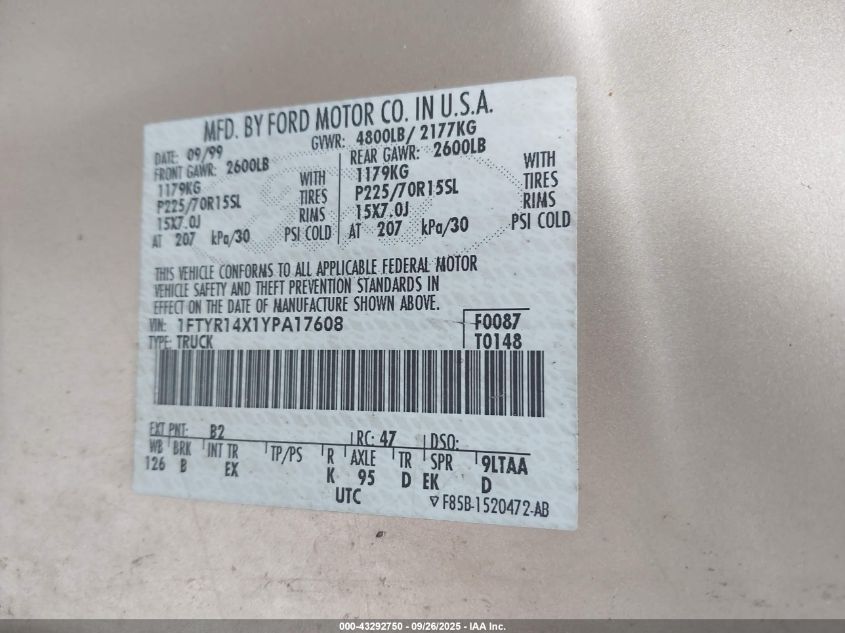 MFD. BY FORD MOTOR CO. IN U.S.A.
DATE: 09/99 GVWR: 4800LB/ 2177KG
FRONT GAWR: 2600LB REAR GAWR: 2600LB
1179KG WITH 1179KG WITH
P225/70R15SL TIRES P225/70R15SL TIRES
15X7.0J RIMS 15X7.0J RIMS
AT 207 kPa/30 PSI COLD AT 207 kPa/30 PSI COLD
THIS VEHICLE CONFORMS TO ALL APPLICABLE FEDERAL MOTOR
VEHICLE SAFETY AND THEFT PREVENTION STANDARDS IN
EFFECT ON THE DATE OF MANUFACTURE SHOWN ABOVE.
VIN: 1FTYR14X1YPA17608 F0087
TYPE: TRUCK T0148
EXT PNT: B2 RC: 47 DSO:
WB BRK INT TR TP/PS R AXLE TR SPR 9LTAA
126 B EX K 95 D EK D
UTC ▽ F85B-1520472-AB
000-43292750 - 09/26/2025 - IAA Inc.